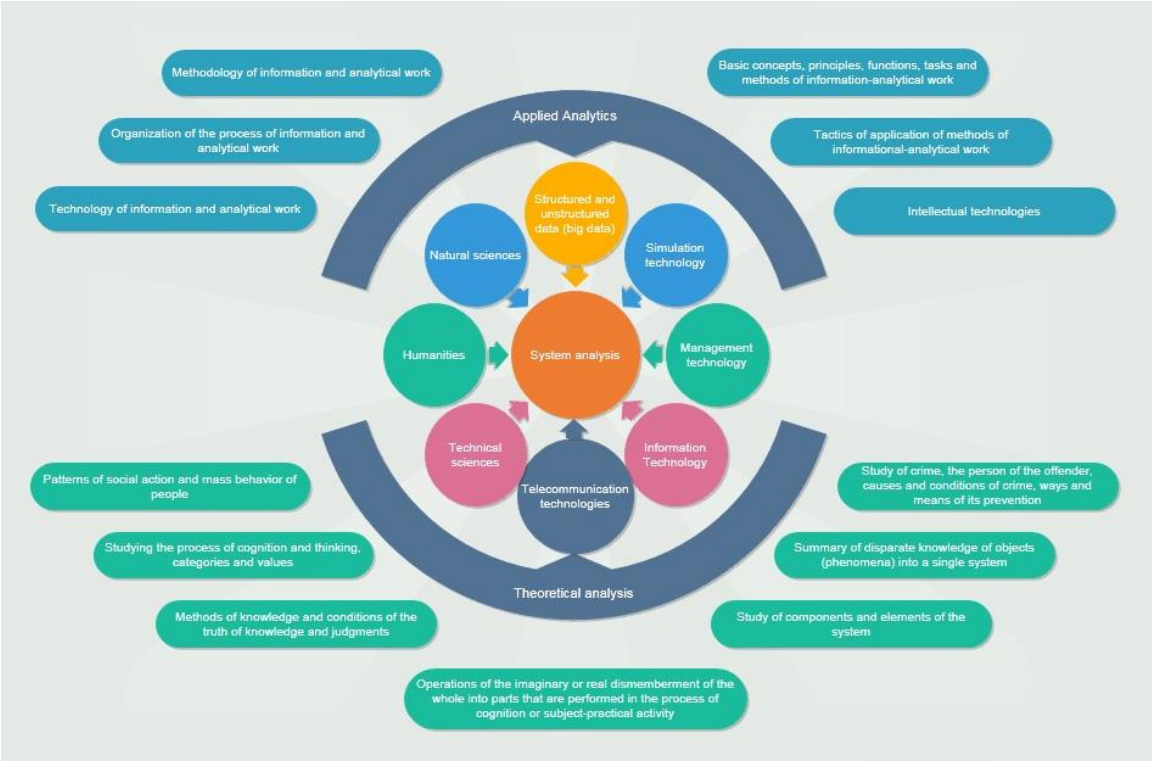 Methodology of information and analytical work
Basic concepts, principles, functions, tasks and
methods of information-analytical work
Applied Analytics
Organization of the process of information and
analytical work
Tactics of application of methods of
informational-analytical work
Technology of information and analytical work
Intellectual technologies
Structured and
unstructured
data (big data)
Natural sciences
Simulation
technology
Humanities
System analysis
Management
technology
Technical
sciences
Information
Technology
Telecommunication
technologies
Patterns of social action and mass behavior of
people
Study of crime, the person of the offender,
causes and conditions of crime, ways and
means of its prevention
Studying the process of cognition and thinking,
categories and values
Summary of disparate knowledge of objects
(phenomena) into a single system
Theoretical analysis
Methods of knowledge and conditions of the
truth of knowledge and judgments
Study of components and elements of the
system
Operations of the imaginary or real dismemberment of the
whole into parts that are performed in the process of
cognition or subject-practical activity